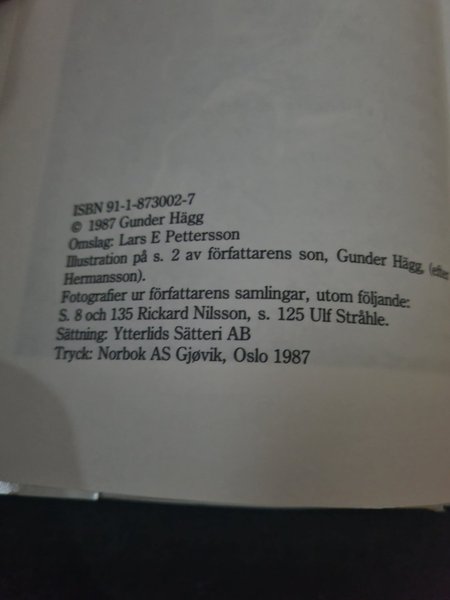 ISBN 91-1-873002-7
© 1987 Gunder Hägg
Omslag: Lars E Pettersson
Illustration på s. 2 av författarens son, Gunder Hägg, (efter
Hermansson).
Fotografier ur författarens samlingar, utom följande:
S. 8 och 135 Rickard Nilsson, s. 125 Ulf Stråhle.
Sättning: Ytterlids Sätteri AB
Tryck: Norbok AS Gjøvik, Oslo 1987